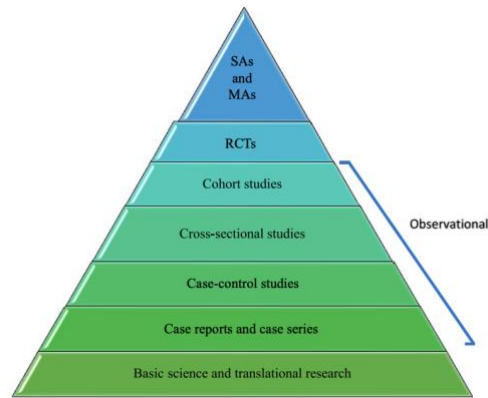 SAs
and
MAs
RCTs
Cohort studies
Observational
Cross-sectional studies
Case-control studies
Case reports and case series
Basic science and translational research